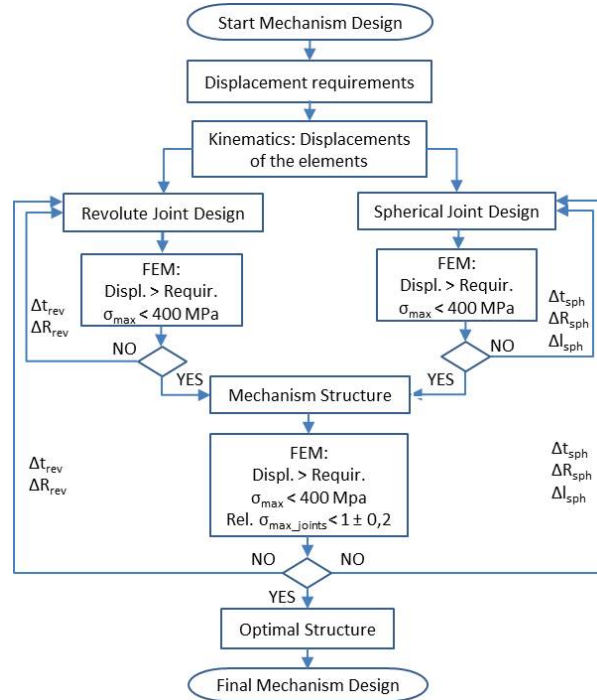 Start Mechanism Design
Displacement requirements
Kinematics: Displacements
of the elements
Revolute Joint Design
Spherical Joint Design
FEM:
Displ. > Requir.
σmax < 400 MPa
FEM:
Displ. > Requir.
σmax < 400 MPa
Δtrev
ΔRrev
Δtsph
ΔRsph
Δlsph
NO
YES
YES
NO
Mechanism Structure
FEM:
Displ. > Requir.
σmax < 400 Mpa
Rel. σmax_joints < 1 ± 0,2
Δtrev
ΔRrev
Δtsph
ΔRsph
Δlsph
NO
NO
YES
Optimal Structure
Final Mechanism Design